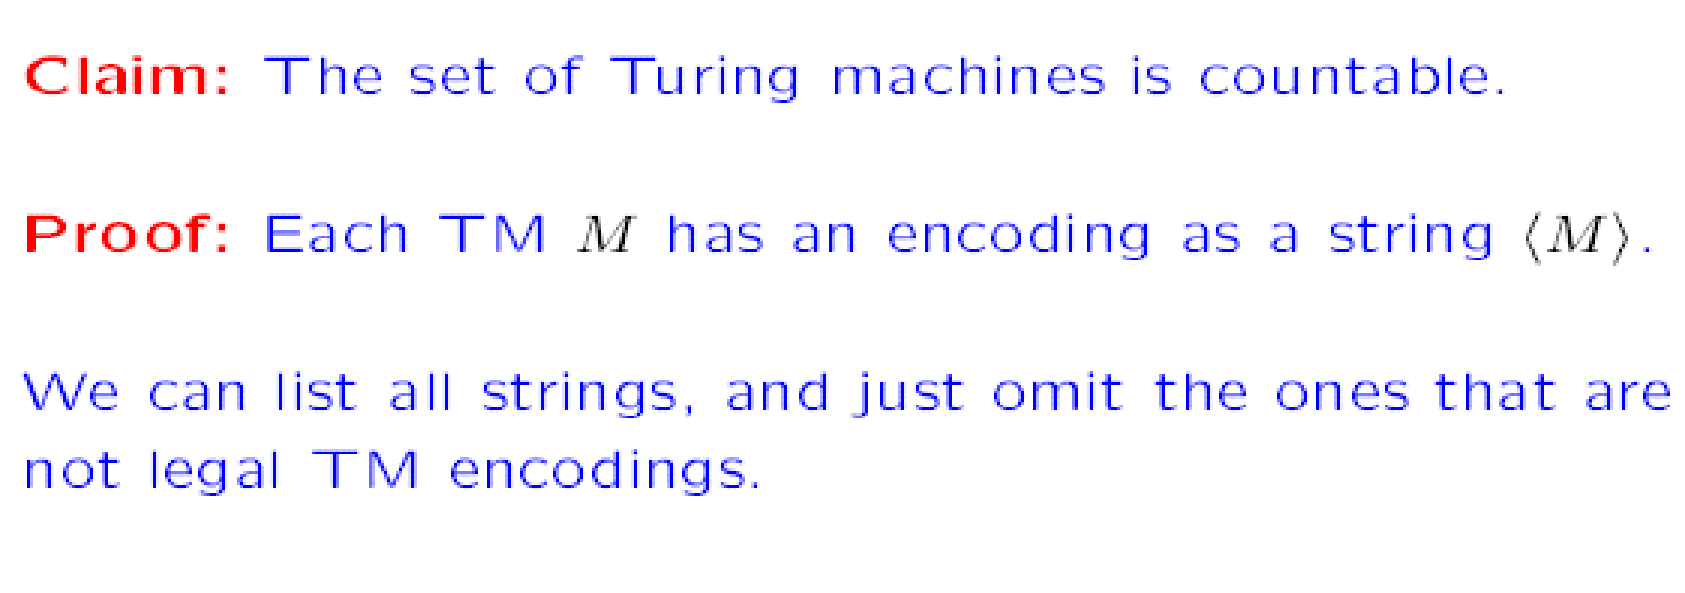 Claim: The set of Turing machines is countable.
Proof: Each TM M has an encoding as a string ⟨M⟩.
We can list all strings, and just omit the ones that are
not legal TM encodings.